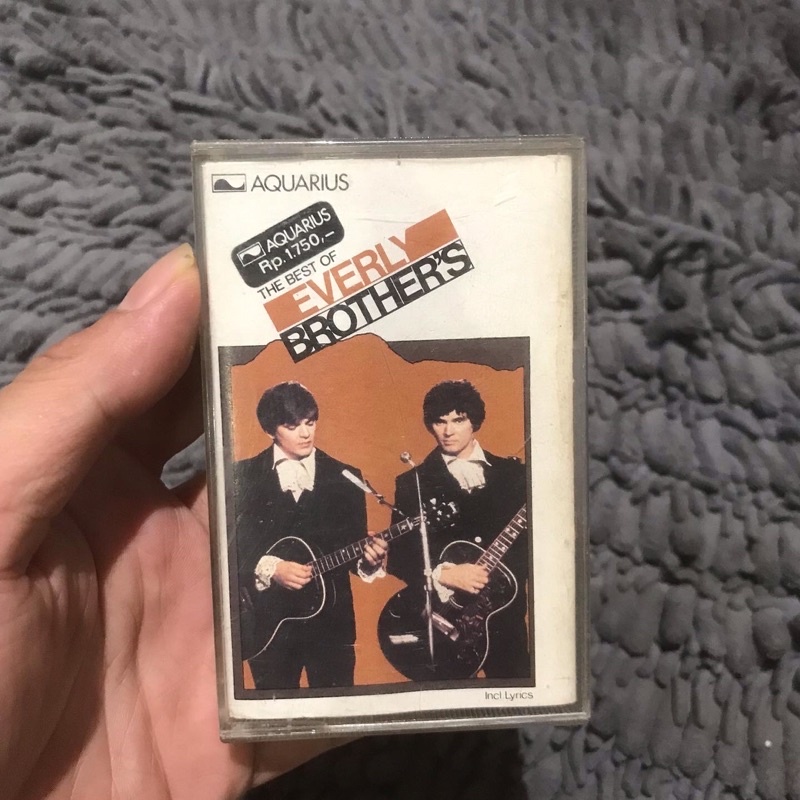 AQUARIUS
AQUARIUS
Rp. 1.750,-
THE BEST OF
EVERLY
BROTHER'S
Incl Lyrics